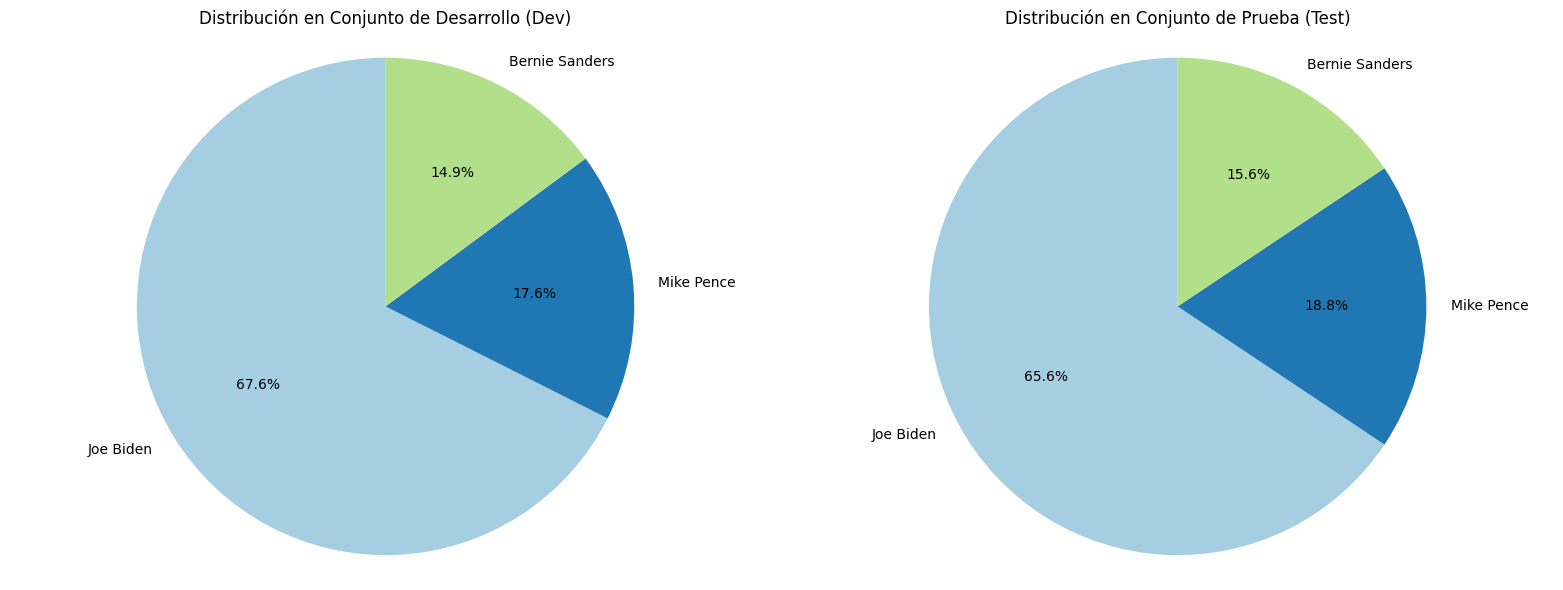 Distribución en Conjunto de Desarrollo (Dev)
Bernie Sanders
14.9%
Mike Pence
17.6%
67.6%
Joe Biden
Distribución en Conjunto de Prueba (Test)
Bernie Sanders
15.6%
Mike Pence
18.8%
65.6%
Joe Biden